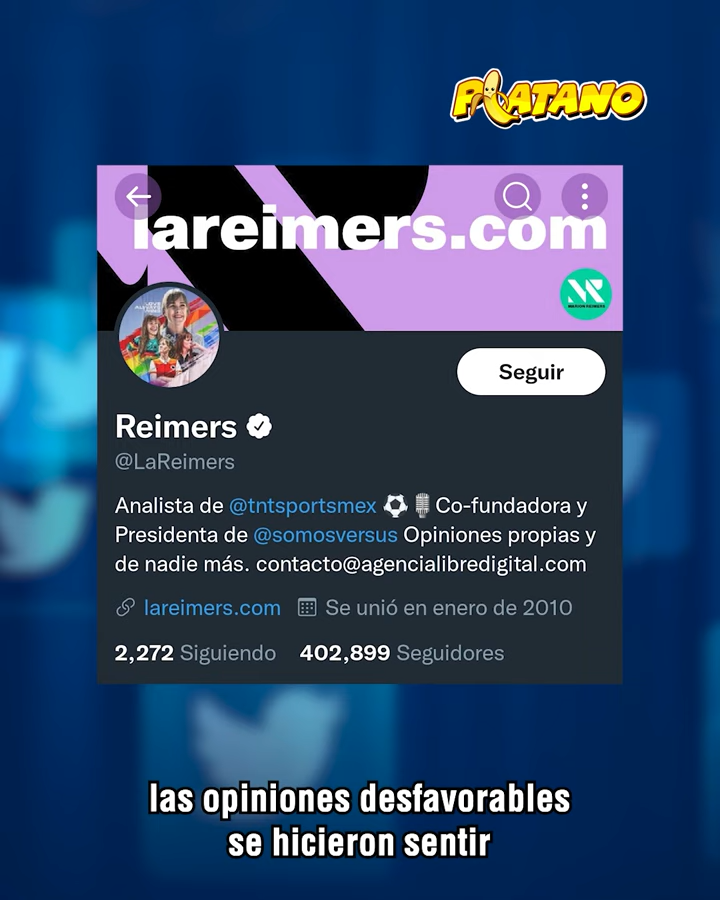 PLATANO
lareimers.com
Seguir
Reimers
@LaReimers
Analista de @tntsportsmex ⚽🎙Co-fundadora y
Presidenta de @somosversus Opiniones propias y
de nadie más. contacto@agencialibredigital.com
lareimers.com Se unió en enero de 2010
2,272 Siguiendo 402,899 Seguidores
las opiniones desfavorables
se hicieron sentir